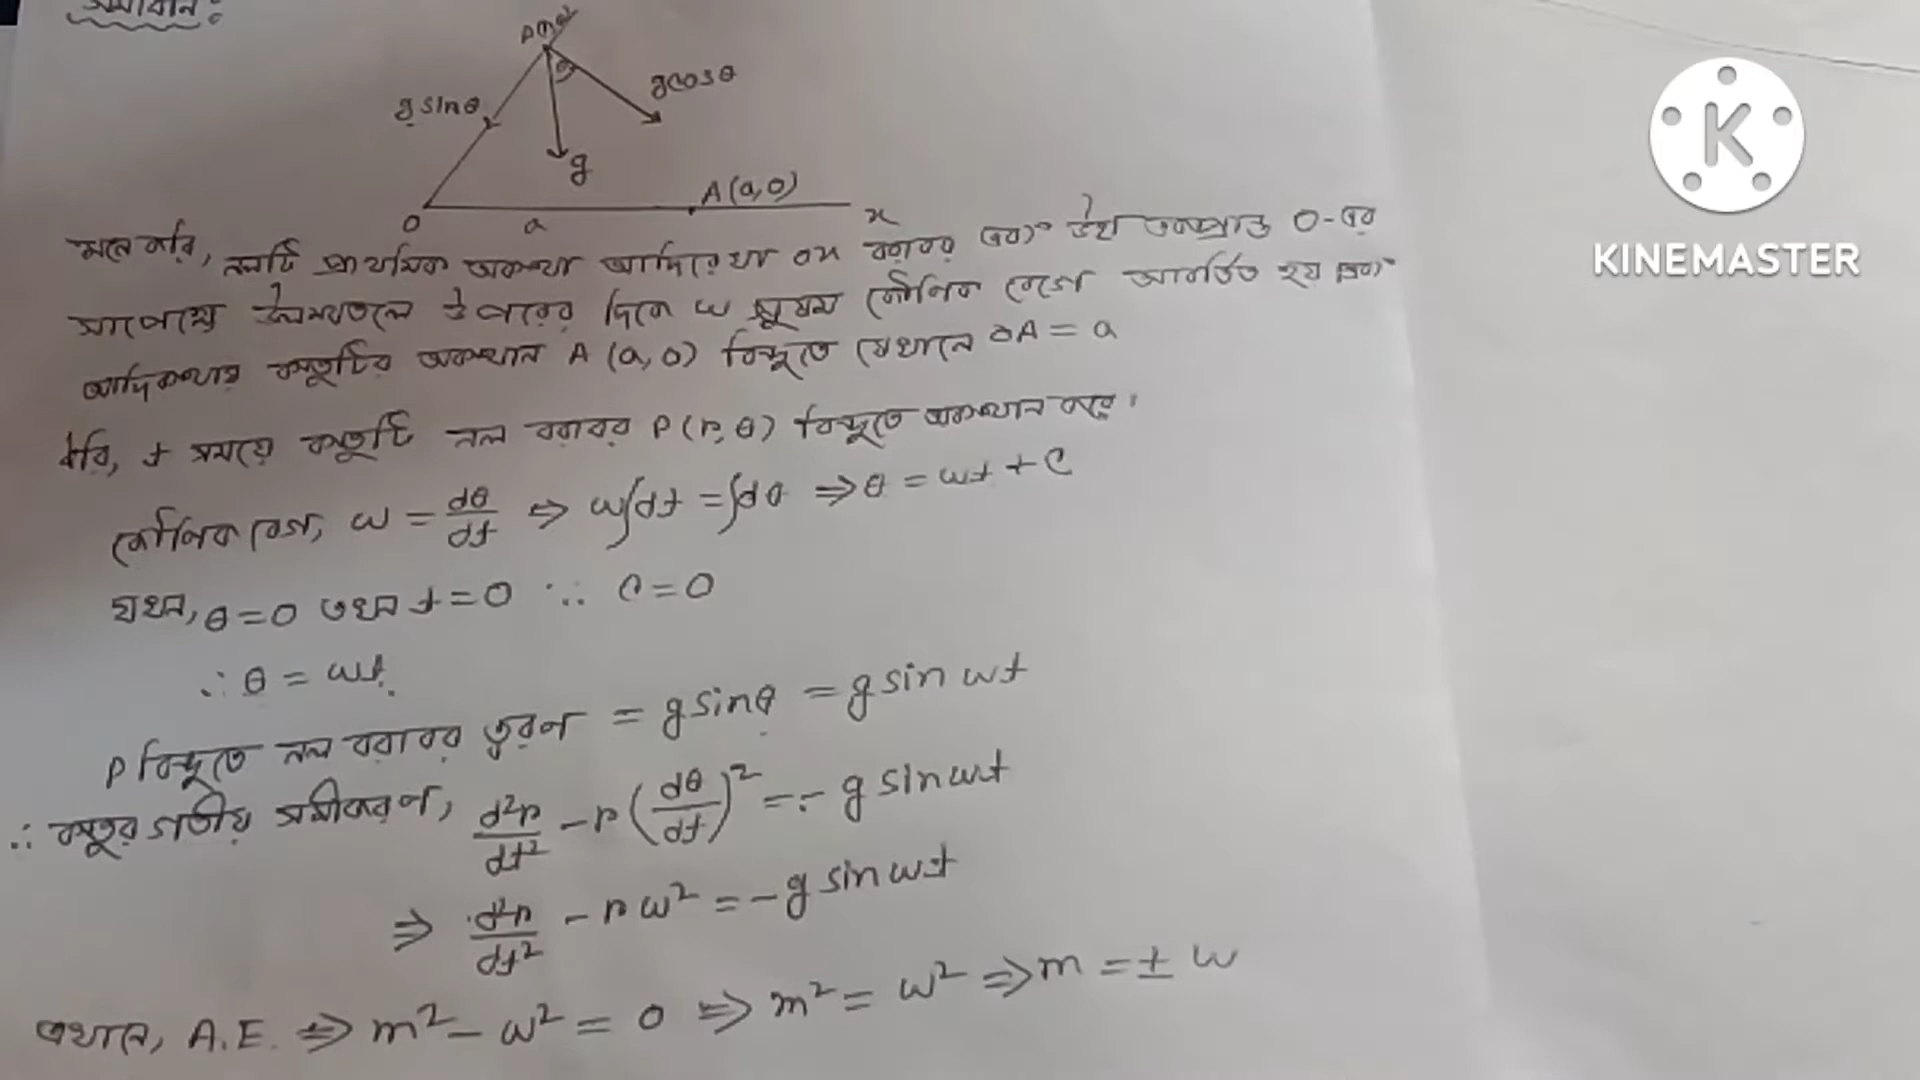 সমাধান:
g sinθ
θ
g cosθ
g
A(a,0)
O
a
x
K
KINEMASTER
মনে করি, নলটি প্রাথমিক অবস্থা আদিরেখা ox বরাবর এবং ইহা একপ্রান্ত O-এর
সাপেক্ষে উলম্বতলে উপরের দিকে ω সুষম কৌণিক বেগে আবর্তিত হয় এবং
আদিঅবস্থায় বস্তুটির অবস্থান A (a,0) বিন্দুতে যেখানে OA = a
ধরি, t সময়ে বস্তুটি নল বরাবর P(r,θ) বিন্দুতে অবস্থান করে।
কৌণিক বেগ, ω = dθ/dt ⇒ ω∫dt = ∫dθ ⇒ θ = ωt + c
যখন, θ=0 তখন t=0 ∴ c=0
∴ θ = ωt
P বিন্দুতে নল বরাবর ত্বরণ = g sinθ = g sin ωt
∴ বস্তুর গতীয় সমীকরণ, d²r/dt² - r(dθ/dt)² = - g sin ωt
⇒ d²r/dt² - rω² = - g sin ωt
এখানে, A.E. ⇒ m² - ω² = 0 ⇒ m² = ω² ⇒ m = ± ω